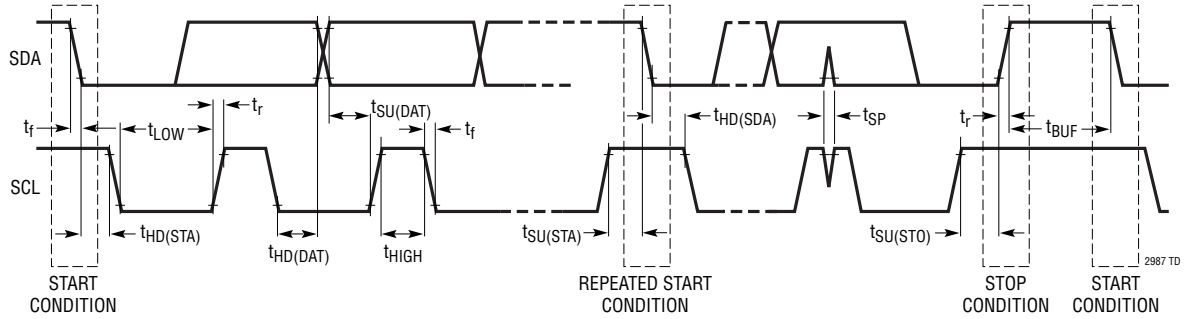 SDA
tf
tLOW
tr
tSU(DAT)
tf
tHD(SDA)
tSP
tr
tBUF
SCL
tHD(STA)
tHD(DAT)
tHIGH
tSU(STA)
tSU(STO)
2987 TD
START
CONDITION
REPEATED START
CONDITION
STOP
CONDITION
START
CONDITION